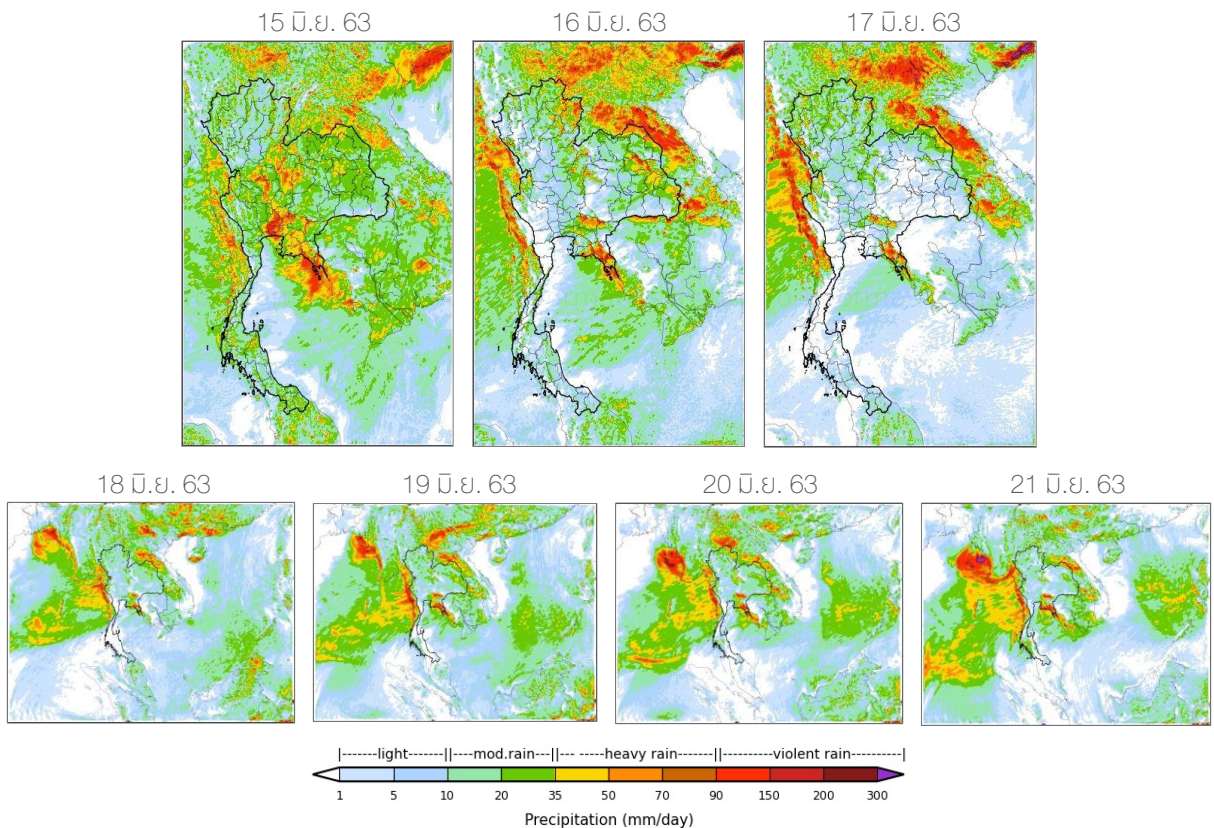 15 มิ.ย. 63
16 มิ.ย. 63
17 มิ.ย. 63
18 มิ.ย. 63
19 มิ.ย. 63
20 มิ.ย. 63
21 มิ.ย. 63
|-------light-------||----mod.rain---||--- -----heavy rain-------||---------violent rain----------|
1 5 10 20 35 50 70 90 150 200 300
Precipitation (mm/day)